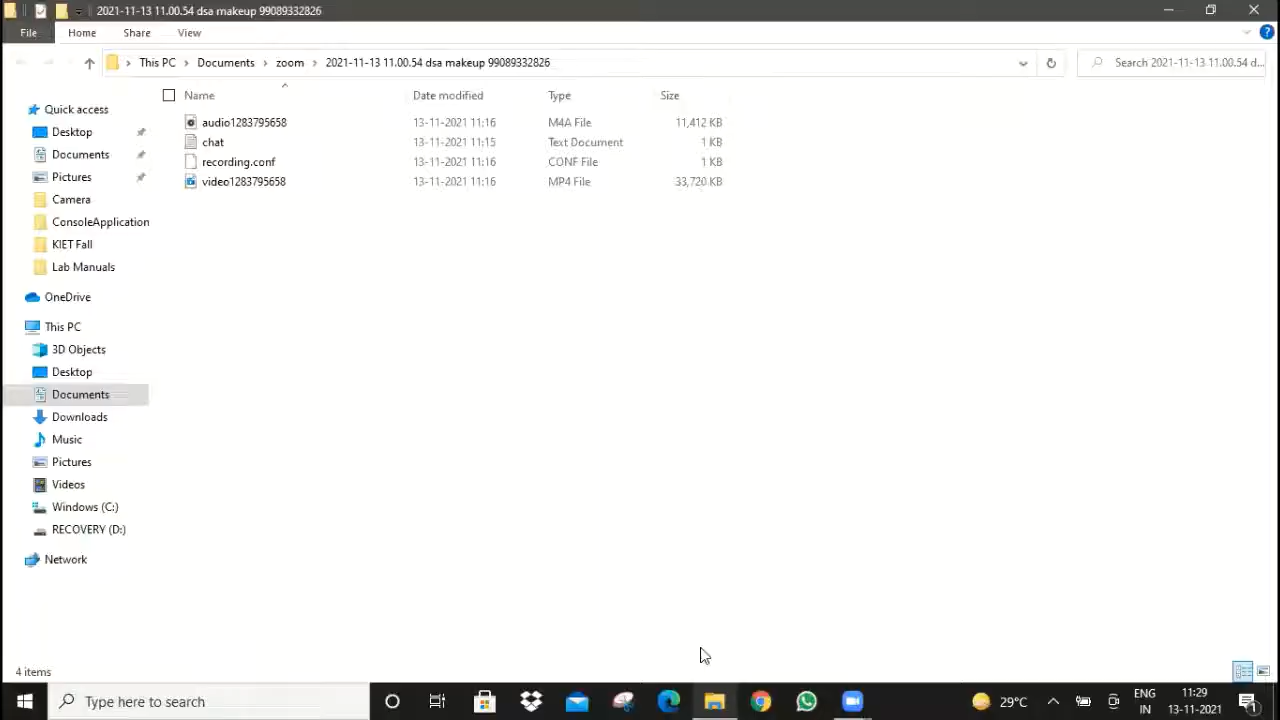 2021-11-13 11.00.54 dsa makeup 99089332826
File Home Share View
This PC Documents zoom 2021-11-13 11.00.54 dsa makeup 99089332826 Search 2021-11-13 11.00.54 d...
Name Date modified Type Size
audio1283795658 13-11-2021 11:16 M4A File 11,412 KB
chat 13-11-2021 11:15 Text Document 1 KB
recording.conf 13-11-2021 11:16 CONF File 1 KB
video1283795658 13-11-2021 11:16 MP4 File 33,720 KB
Quick access
Desktop
Documents
Pictures
Camera
ConsoleApplication
KIET Fall
Lab Manuals
OneDrive
This PC
3D Objects
Desktop
Documents
Downloads
Music
Pictures
Videos
Windows (C:)
RECOVERY (D:)
Network
4 items
Type here to search
29°C
ENG
IN
11:29
13-11-2021
1